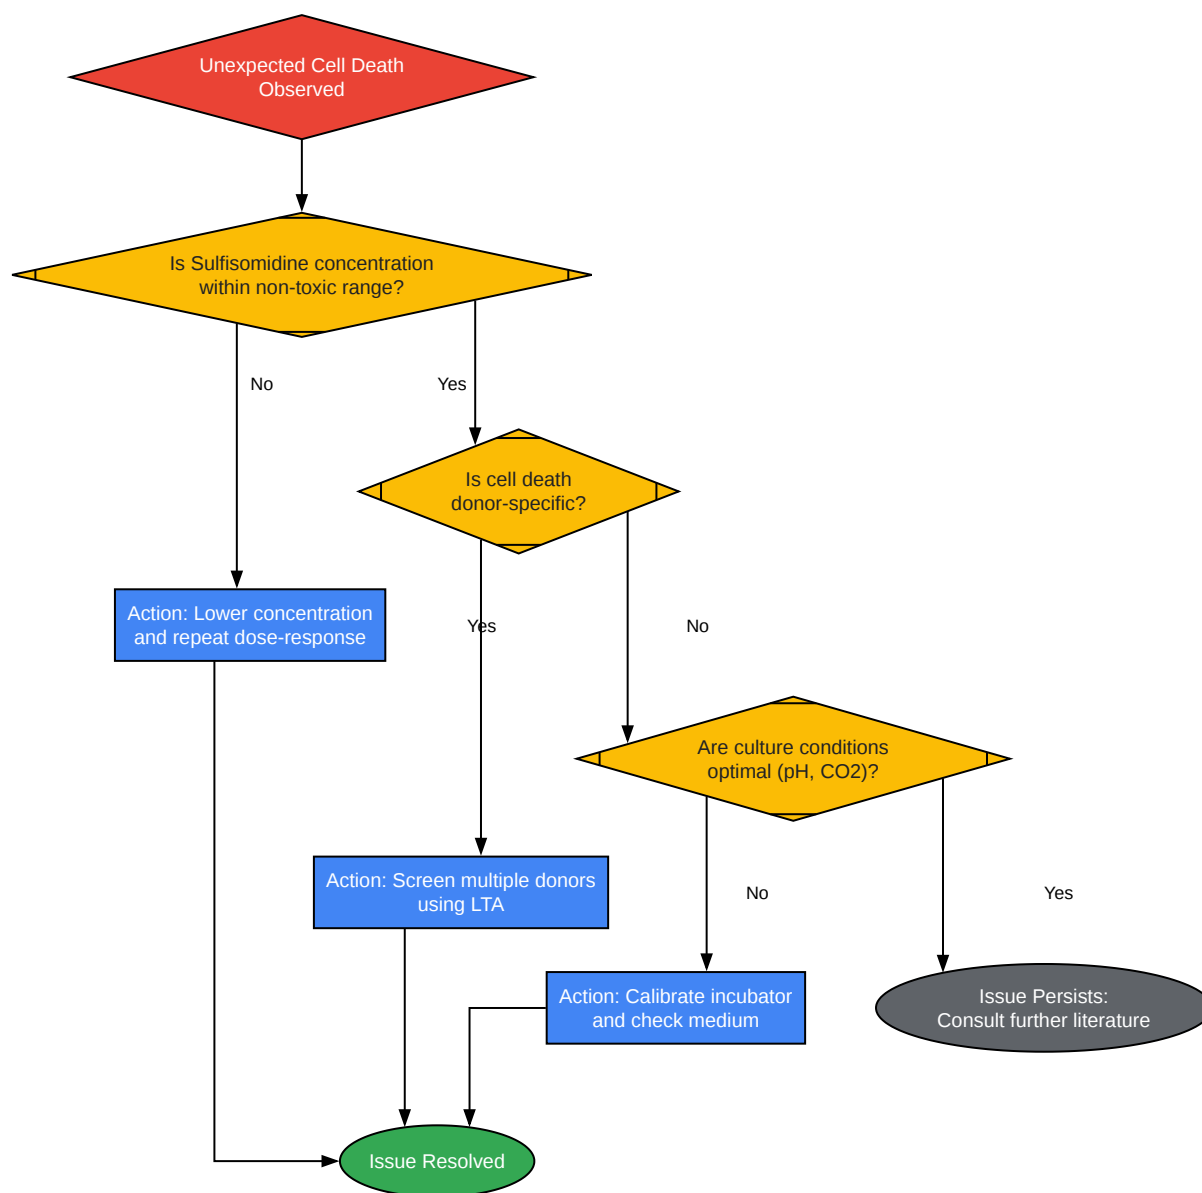 Unexpected Cell Death
Observed
Is Sulfisomidine concentration
within non-toxic range?
No
Yes
Is cell death
donor-specific?
Action: Lower concentration
and repeat dose-response
Yes
No
Are culture conditions
optimal (pH, CO2)?
Action: Screen multiple donors
using LTA
No
Yes
Action: Calibrate incubator
and check medium
Issue Persists:
Consult further literature
Issue Resolved